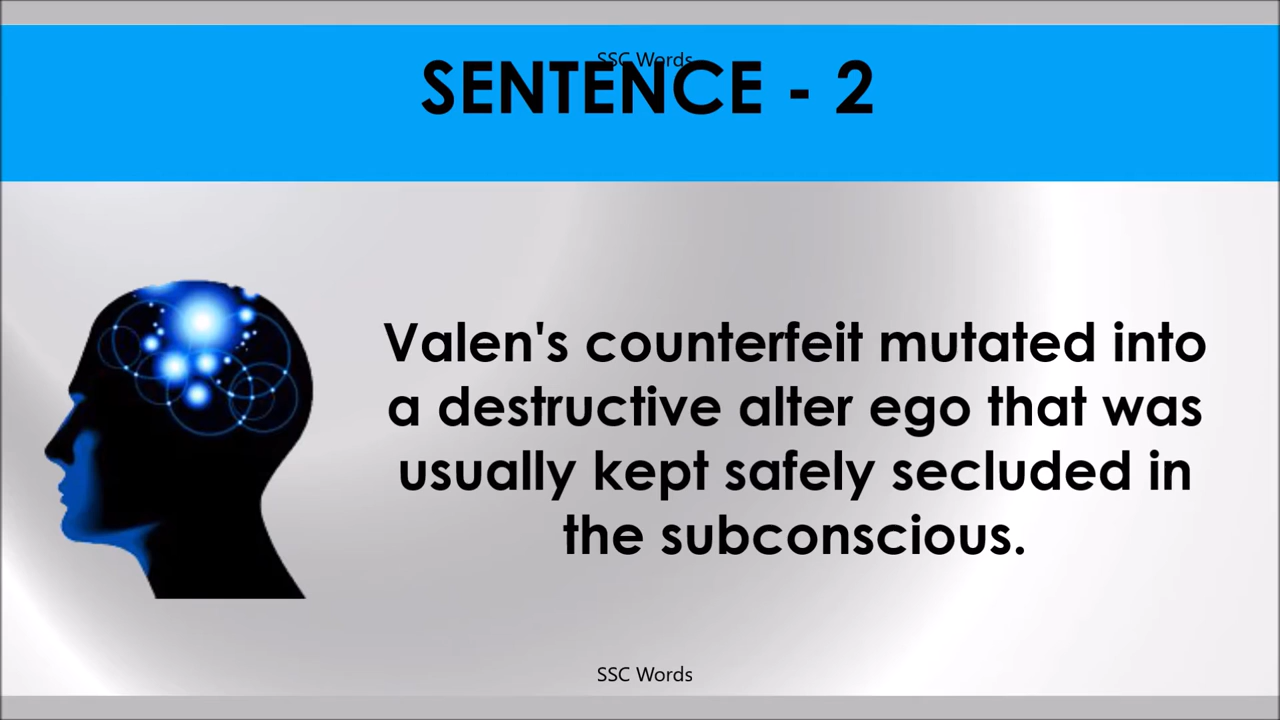 SSC Words
SENTENCE - 2
Valen's counterfeit mutated into
a destructive alter ego that was
usually kept safely secluded in
the subconscious.
SSC Words